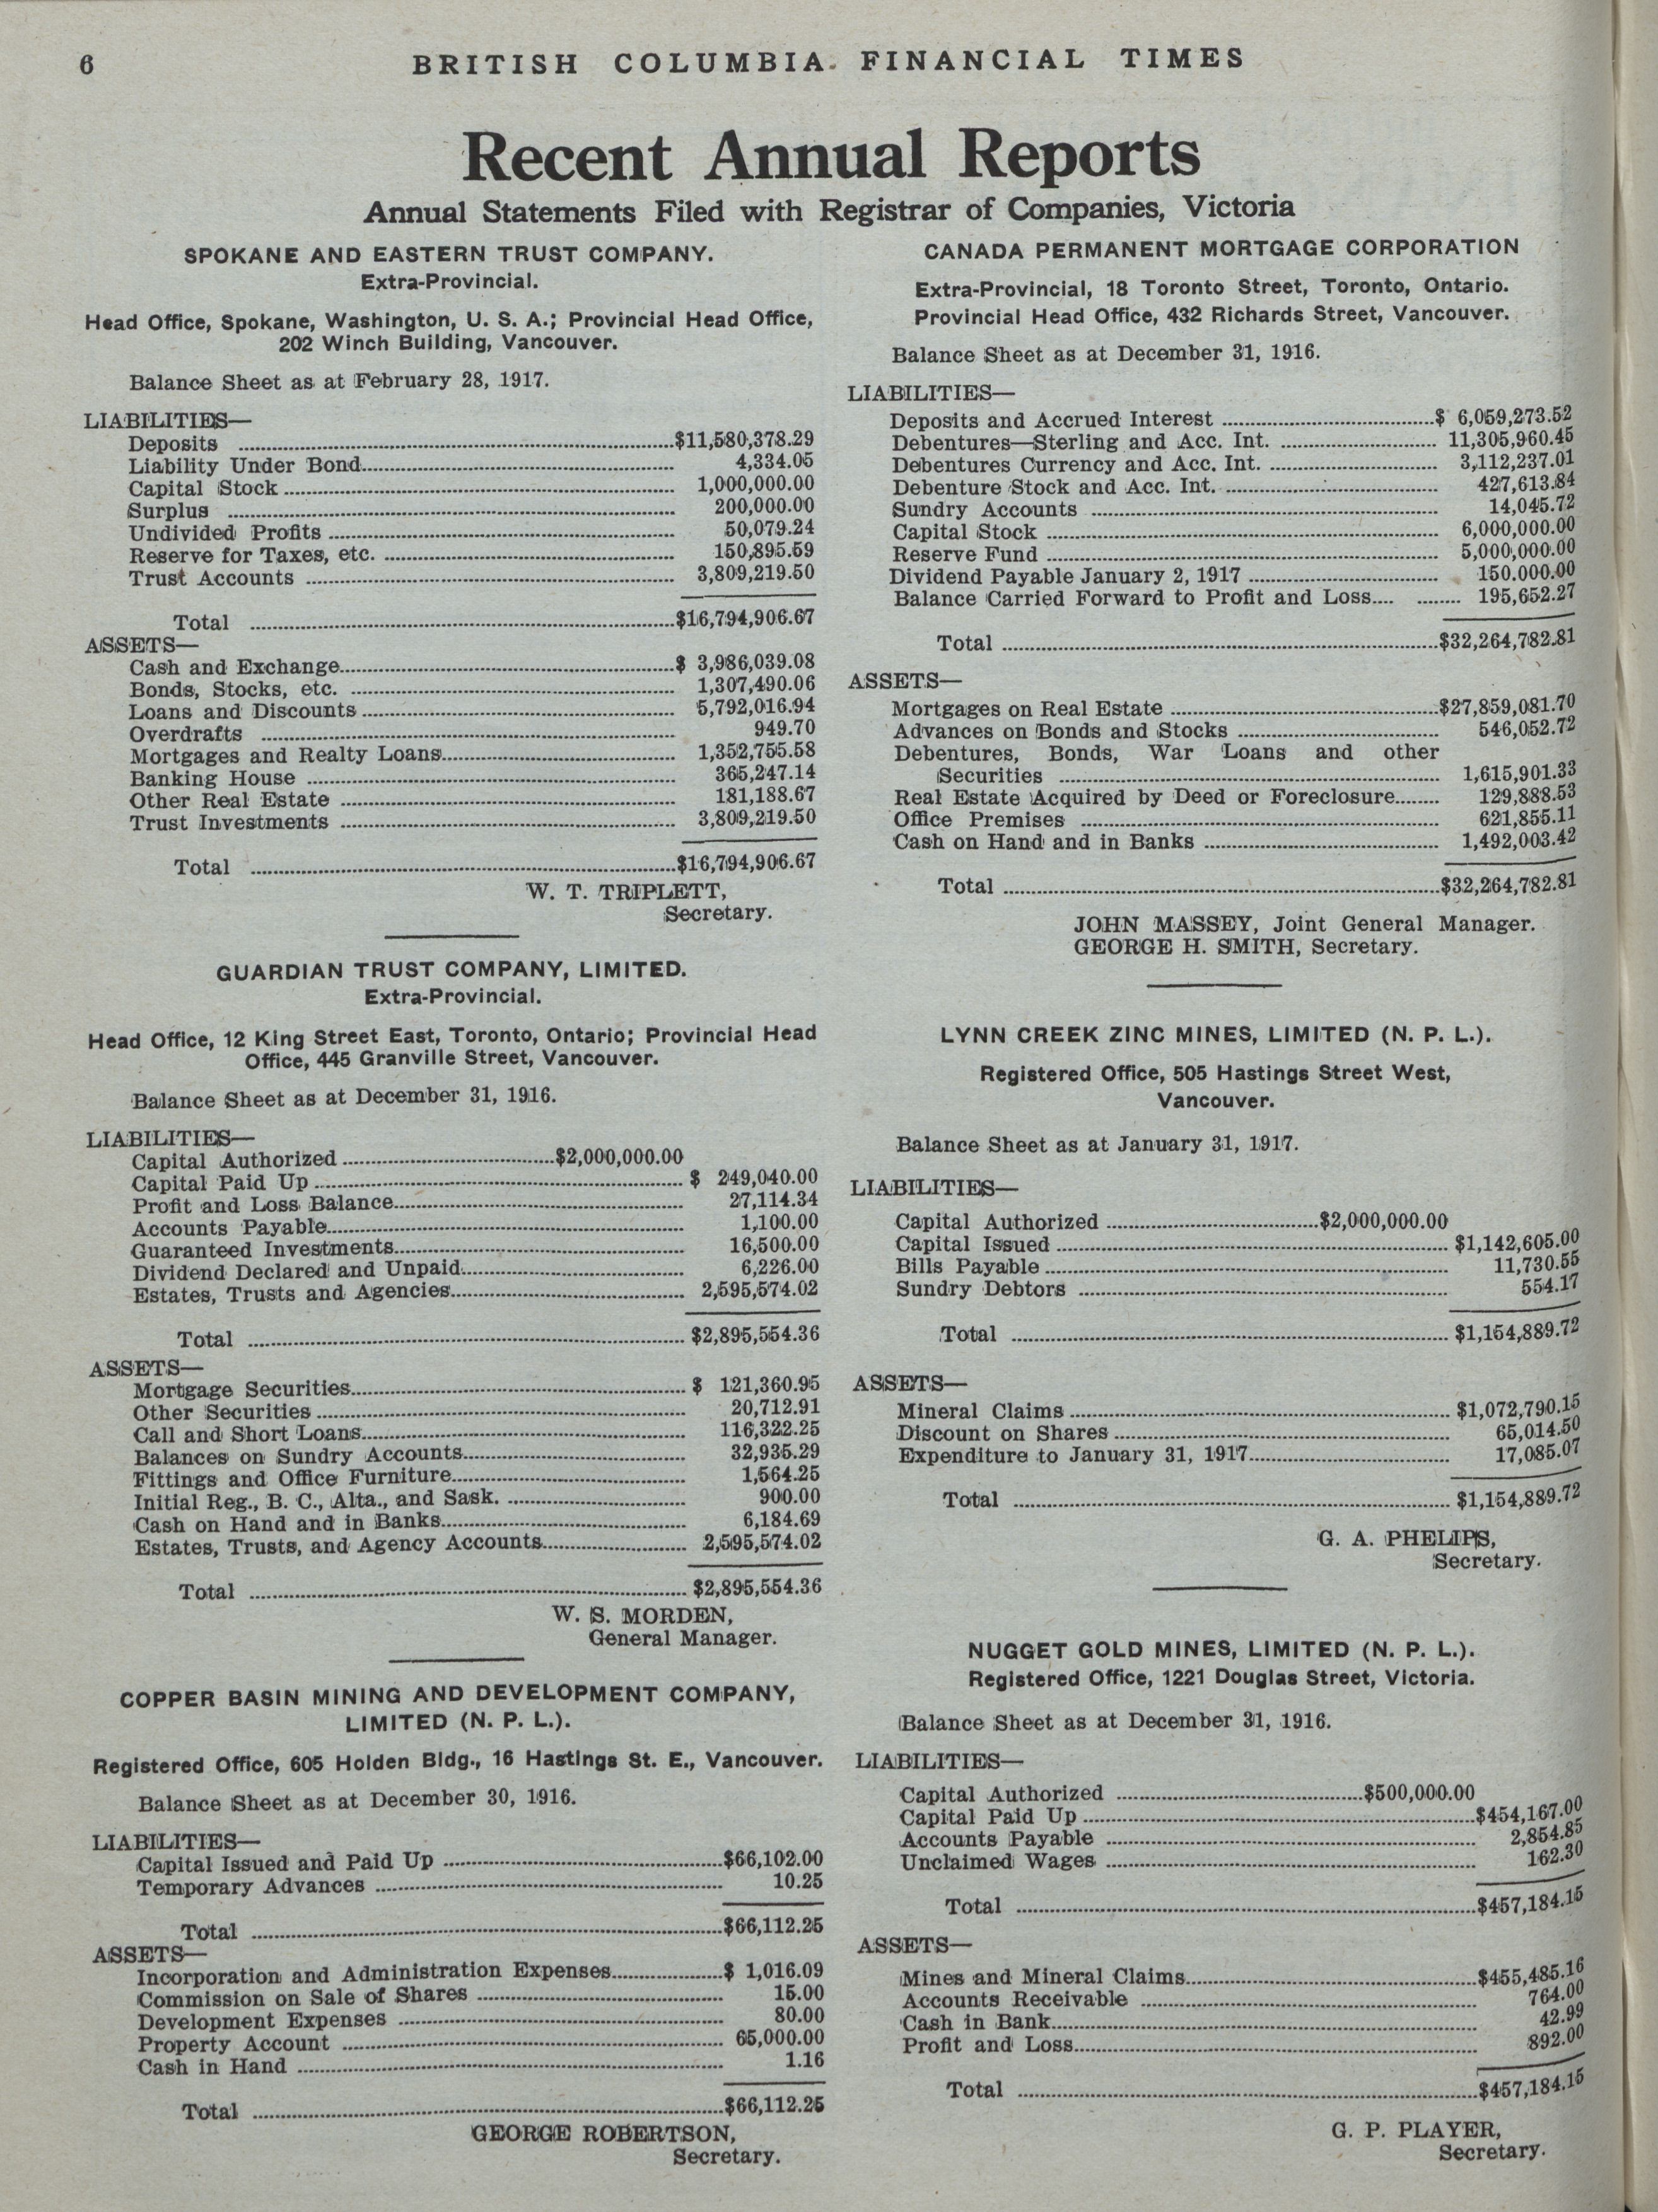 6
BRITISH COLUMBIA FINANCIAL TIMES
Recent Annual Reports
Annual Statements Filed with Registrar of Companies, Victoria
SPOKANE AND EASTERN TRUST COMPANY.
Extra-Provincial.
Head Office, Spokane, Washington, U. S. A.; Provincial Head Office,
202 Winch Building, Vancouver.
Balance Sheet as at February 28, 1917.
LIABILITIES—
Deposits $11,580,378.29
Liability Under Bond 4,334.05
Capital Stock 1,000,000.00
Surplus 200,000.00
Undivided Profits 50,079.24
Reserve for Taxes, etc. 150,895.59
Trust Accounts 3,809,219.50
Total $16,794,906.67
ASSETS—
Cash and Exchange $ 3,986,039.08
Bonds, Stocks, etc. 1,307,490.06
Loans and Discounts 5,792,016.94
Overdrafts 949.70
Mortgages and Realty Loans 1,352,755.58
Banking House 365,247.14
Other Real Estate 181,188.67
Trust Investments 3,809,219.50
Total $16,794,906.67
W. T. TRIPLETT,
Secretary.
GUARDIAN TRUST COMPANY, LIMITED.
Extra-Provincial.
Head Office, 12 King Street East, Toronto, Ontario; Provincial Head
Office, 445 Granville Street, Vancouver.
Balance Sheet as at December 31, 1916.
LIABILITIES—
Capital Authorized $2,000,000.00
Capital Paid Up $ 249,040.00
Profit and Loss Balance 27,114.34
Accounts Payable 1,100.00
Guaranteed Investments 16,500.00
Dividend Declared and Unpaid 6,226.00
Estates, Trusts and Agencies 2,595,574.02
Total $2,895,554.36
ASSETS—
Mortgage Securities $ 121,360.95
Other Securities 20,712.91
Call and Short Loans 116,322.25
Balances on Sundry Accounts 32,935.29
Fittings and Office Furniture 1,564.25
Initial Reg., B. C., Alta., and Sask. 900.00
Cash on Hand and in Banks 6,184.69
Estates, Trusts, and Agency Accounts 2,595,574.02
Total $2,895,554.36
W. S. MORDEN,
General Manager.
COPPER BASIN MINING AND DEVELOPMENT COMPANY,
LIMITED (N. P. L.).
Registered Office, 605 Holden Bldg., 16 Hastings St. E., Vancouver.
Balance Sheet as at December 30, 1916.
LIABILITIES—
Capital Issued and Paid Up $66,102.00
Temporary Advances 10.25
Total $66,112.25
ASSETS—
Incorporation and Administration Expenses $ 1,016.09
Commission on Sale of Shares 15.00
Development Expenses 80.00
Property Account 65,000.00
Cash in Hand 1.16
Total $66,112.25
GEORGE ROBERTSON,
Secretary.
CANADA PERMANENT MORTGAGE CORPORATION
Extra-Provincial, 18 Toronto Street, Toronto, Ontario.
Provincial Head Office, 432 Richards Street, Vancouver.
Balance Sheet as at December 31, 1916.
LIABILITIES—
Deposits and Accrued Interest $ 6,059,273.52
Debentures—Sterling and Acc. Int. 11,305,960.45
Debentures Currency and Acc. Int. 3,112,237.01
Debenture Stock and Acc. Int. 427,613.84
Sundry Accounts 14,045.72
Capital Stock 6,000,000.00
Reserve Fund 5,000,000.00
Dividend Payable January 2, 1917 150.000.00
Balance Carried Forward to Profit and Loss 195,652.27
Total $32,264,782.81
ASSETS—
Mortgages on Real Estate $27,859,081.70
Advances on Bonds and Stocks 546,052.72
Debentures, Bonds, War Loans and other
Securities 1,615,901.33
Real Estate Acquired by Deed or Foreclosure 129,888.53
Office Premises 621,855.11
Cash on Hand and in Banks 1,492,003.42
Total $32,264,782.81
JOHN MASSEY, Joint General Manager.
GEORGE H. SMITH, Secretary.
LYNN CREEK ZINC MINES, LIMITED (N. P. L.).
Registered Office, 505 Hastings Street West,
Vancouver.
Balance Sheet as at January 31, 1917.
LIABILITIES—
Capital Authorized $2,000,000.00
Capital Issued $1,142,605.00
Bills Payable 11,730.55
Sundry Debtors 554.17
Total $1,154,889.72
ASSETS—
Mineral Claims $1,072,790.15
Discount on Shares 65,014.50
Expenditure to January 31, 1917 17,085.07
Total $1,154,889.72
G. A. PHELIPS,
Secretary.
NUGGET GOLD MINES, LIMITED (N. P. L.).
Registered Office, 1221 Douglas Street, Victoria.
Balance Sheet as at December 31, 1916.
LIABILITIES—
Capital Authorized $500,000.00
Capital Paid Up $454,167.00
Accounts Payable 2,854.85
Unclaimed Wages 162.30
Total $457,184.15
ASSETS—
Mines and Mineral Claims $455,485.16
Accounts Receivable 764.00
Cash in Bank 42.99
Profit and Loss 892.00
Total $457,184.15
G. P. PLAYER,
Secretary.